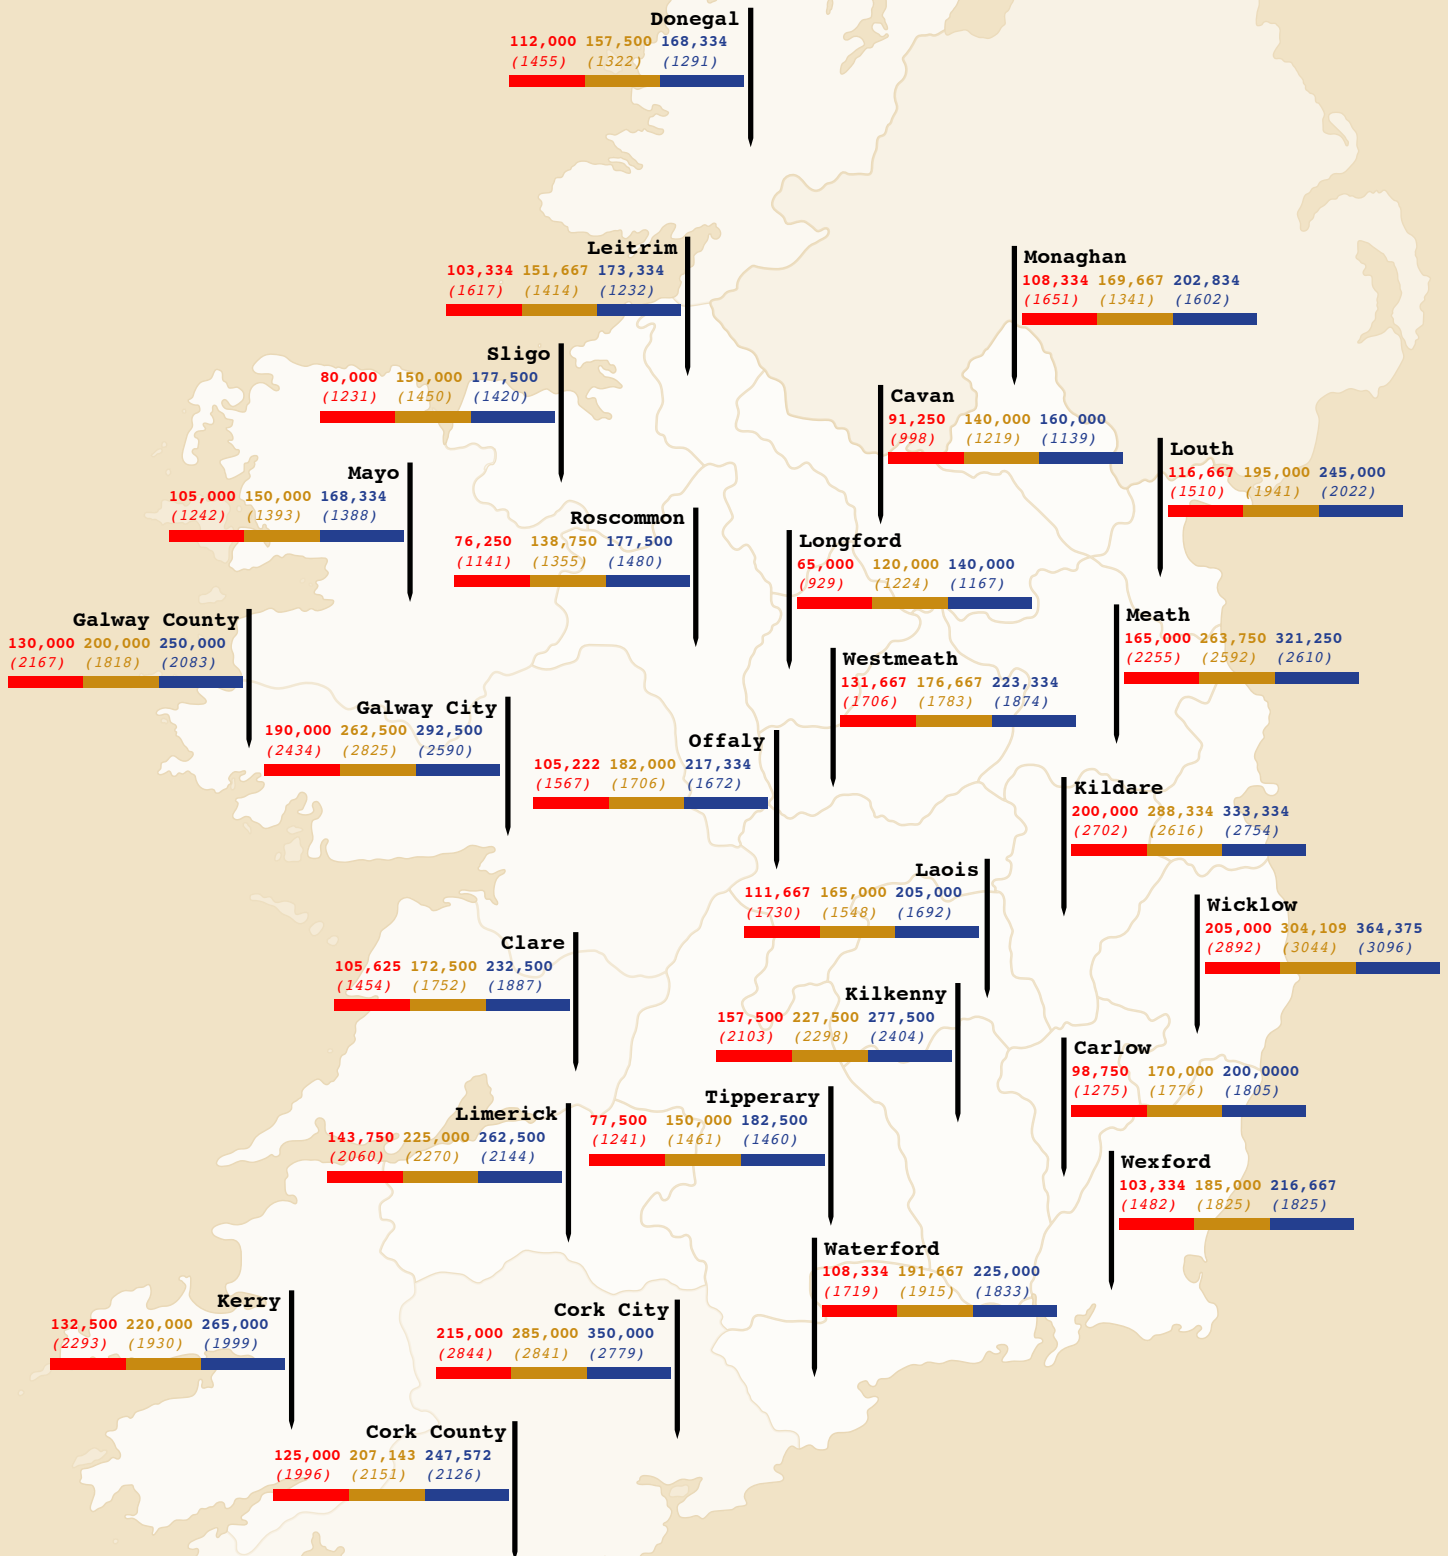 Donegal
112,000 157,500 168,334
(1455) (1322) (1291)
Leitrim
103,334 151,667 173,334
(1617) (1414) (1232)
Monaghan
108,334 169,667 202,834
(1651) (1341) (1602)
Sligo
80,000 150,000 177,500
(1231) (1450) (1420)
Cavan
91,250 140,000 160,000
(998) (1219) (1139)
Louth
116,667 195,000 245,000
(1510) (1941) (2022)
Mayo
105,000 150,000 168,334
(1242) (1393) (1388)
Roscommon
76,250 138,750 177,500
(1141) (1355) (1480)
Longford
65,000 120,000 140,000
(929) (1224) (1167)
Galway County
130,000 200,000 250,000
(2167) (1818) (2083)
Meath
165,000 263,750 321,250
(2255) (2592) (2610)
Westmeath
131,667 176,667 223,334
(1706) (1783) (1874)
Galway City
190,000 262,500 292,500
(2434) (2825) (2590)
Offaly
105,222 182,000 217,334
(1567) (1706) (1672)
Kildare
200,000 288,334 333,334
(2702) (2616) (2754)
Laois
111,667 165,000 205,000
(1730) (1548) (1692)
Wicklow
205,000 304,109 364,375
(2892) (3044) (3096)
Clare
105,625 172,500 232,500
(1454) (1752) (1887)
Kilkenny
157,500 227,500 277,500
(2103) (2298) (2404)
Carlow
98,750 170,000 200,0000
(1275) (1776) (1805)
Tipperary
77,500 150,000 182,500
(1241) (1461) (1460)
Limerick
143,750 225,000 262,500
(2060) (2270) (2144)
Wexford
103,334 185,000 216,667
(1482) (1825) (1825)
Waterford
108,334 191,667 225,000
(1719) (1915) (1833)
Kerry
132,500 220,000 265,000
(2293) (1930) (1999)
Cork City
215,000 285,000 350,000
(2844) (2841) (2779)
Cork County
125,000 207,143 247,572
(1996) (2151) (2126)